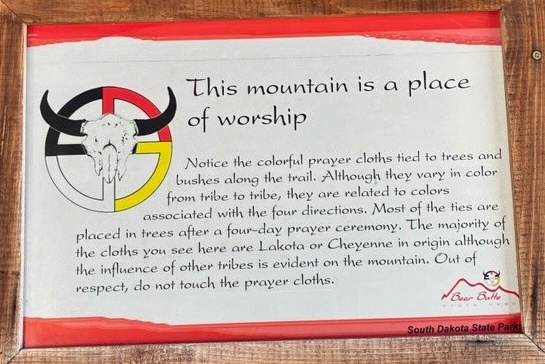 This mountain is a place
of worship
Notice the colorful prayer cloths tied to trees and
bushes along the trail. Although they vary in color
from tribe to tribe, they are related to colors
associated with the four directions. Most of the ties are
placed in trees after a four-day prayer ceremony. The majority of
the cloths you see here are Lakota or Cheyenne in origin although
the influence of other tribes is evident on the mountain. Out of
respect, do not touch the prayer cloths.
Bear Butte
South Dakota State Parks